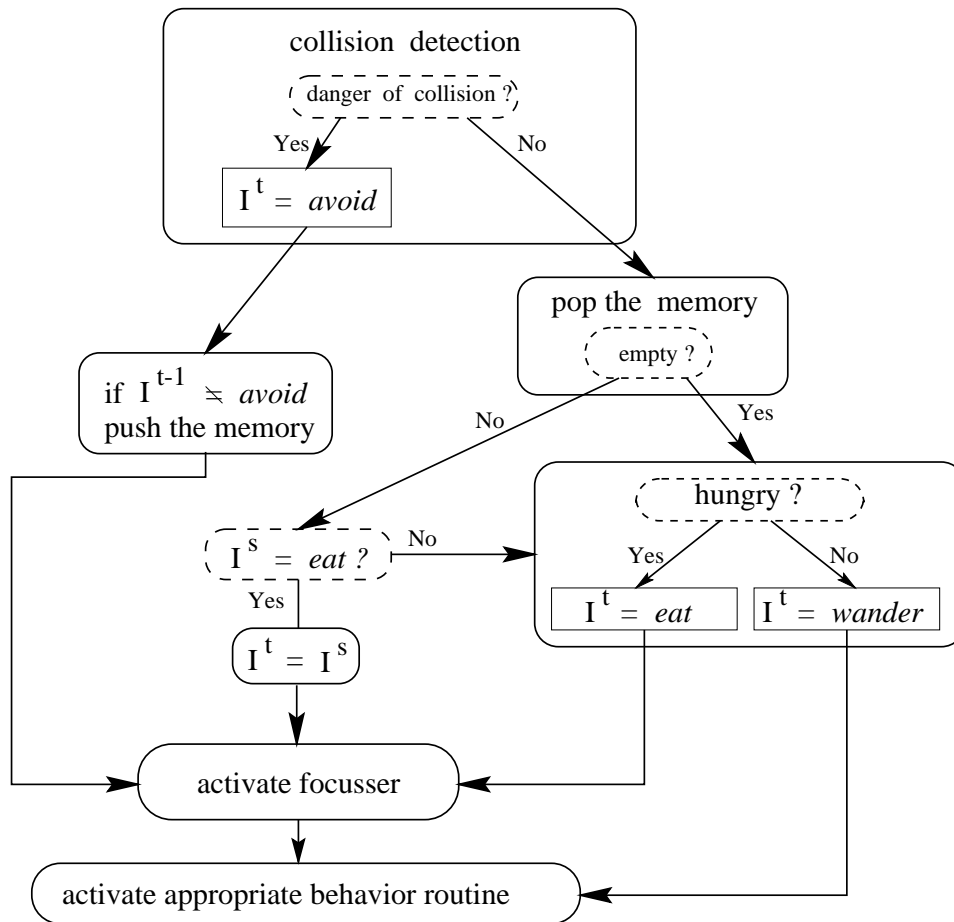 collision detection
danger of collision ?
Yes
No
I^t = avoid
pop the memory
empty ?
if I^t-1 ≠ avoid
push the memory
No
Yes
hungry ?
I^s = eat ?
No
Yes
No
Yes
I^t = eat
I^t = wander
I^t = I^s
activate focusser
activate appropriate behavior routine